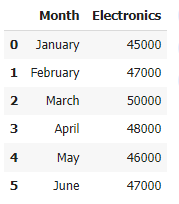 Month Electronics
0 January 45000
1 February 47000
2 March 50000
3 April 48000
4 May 46000
5 June 47000